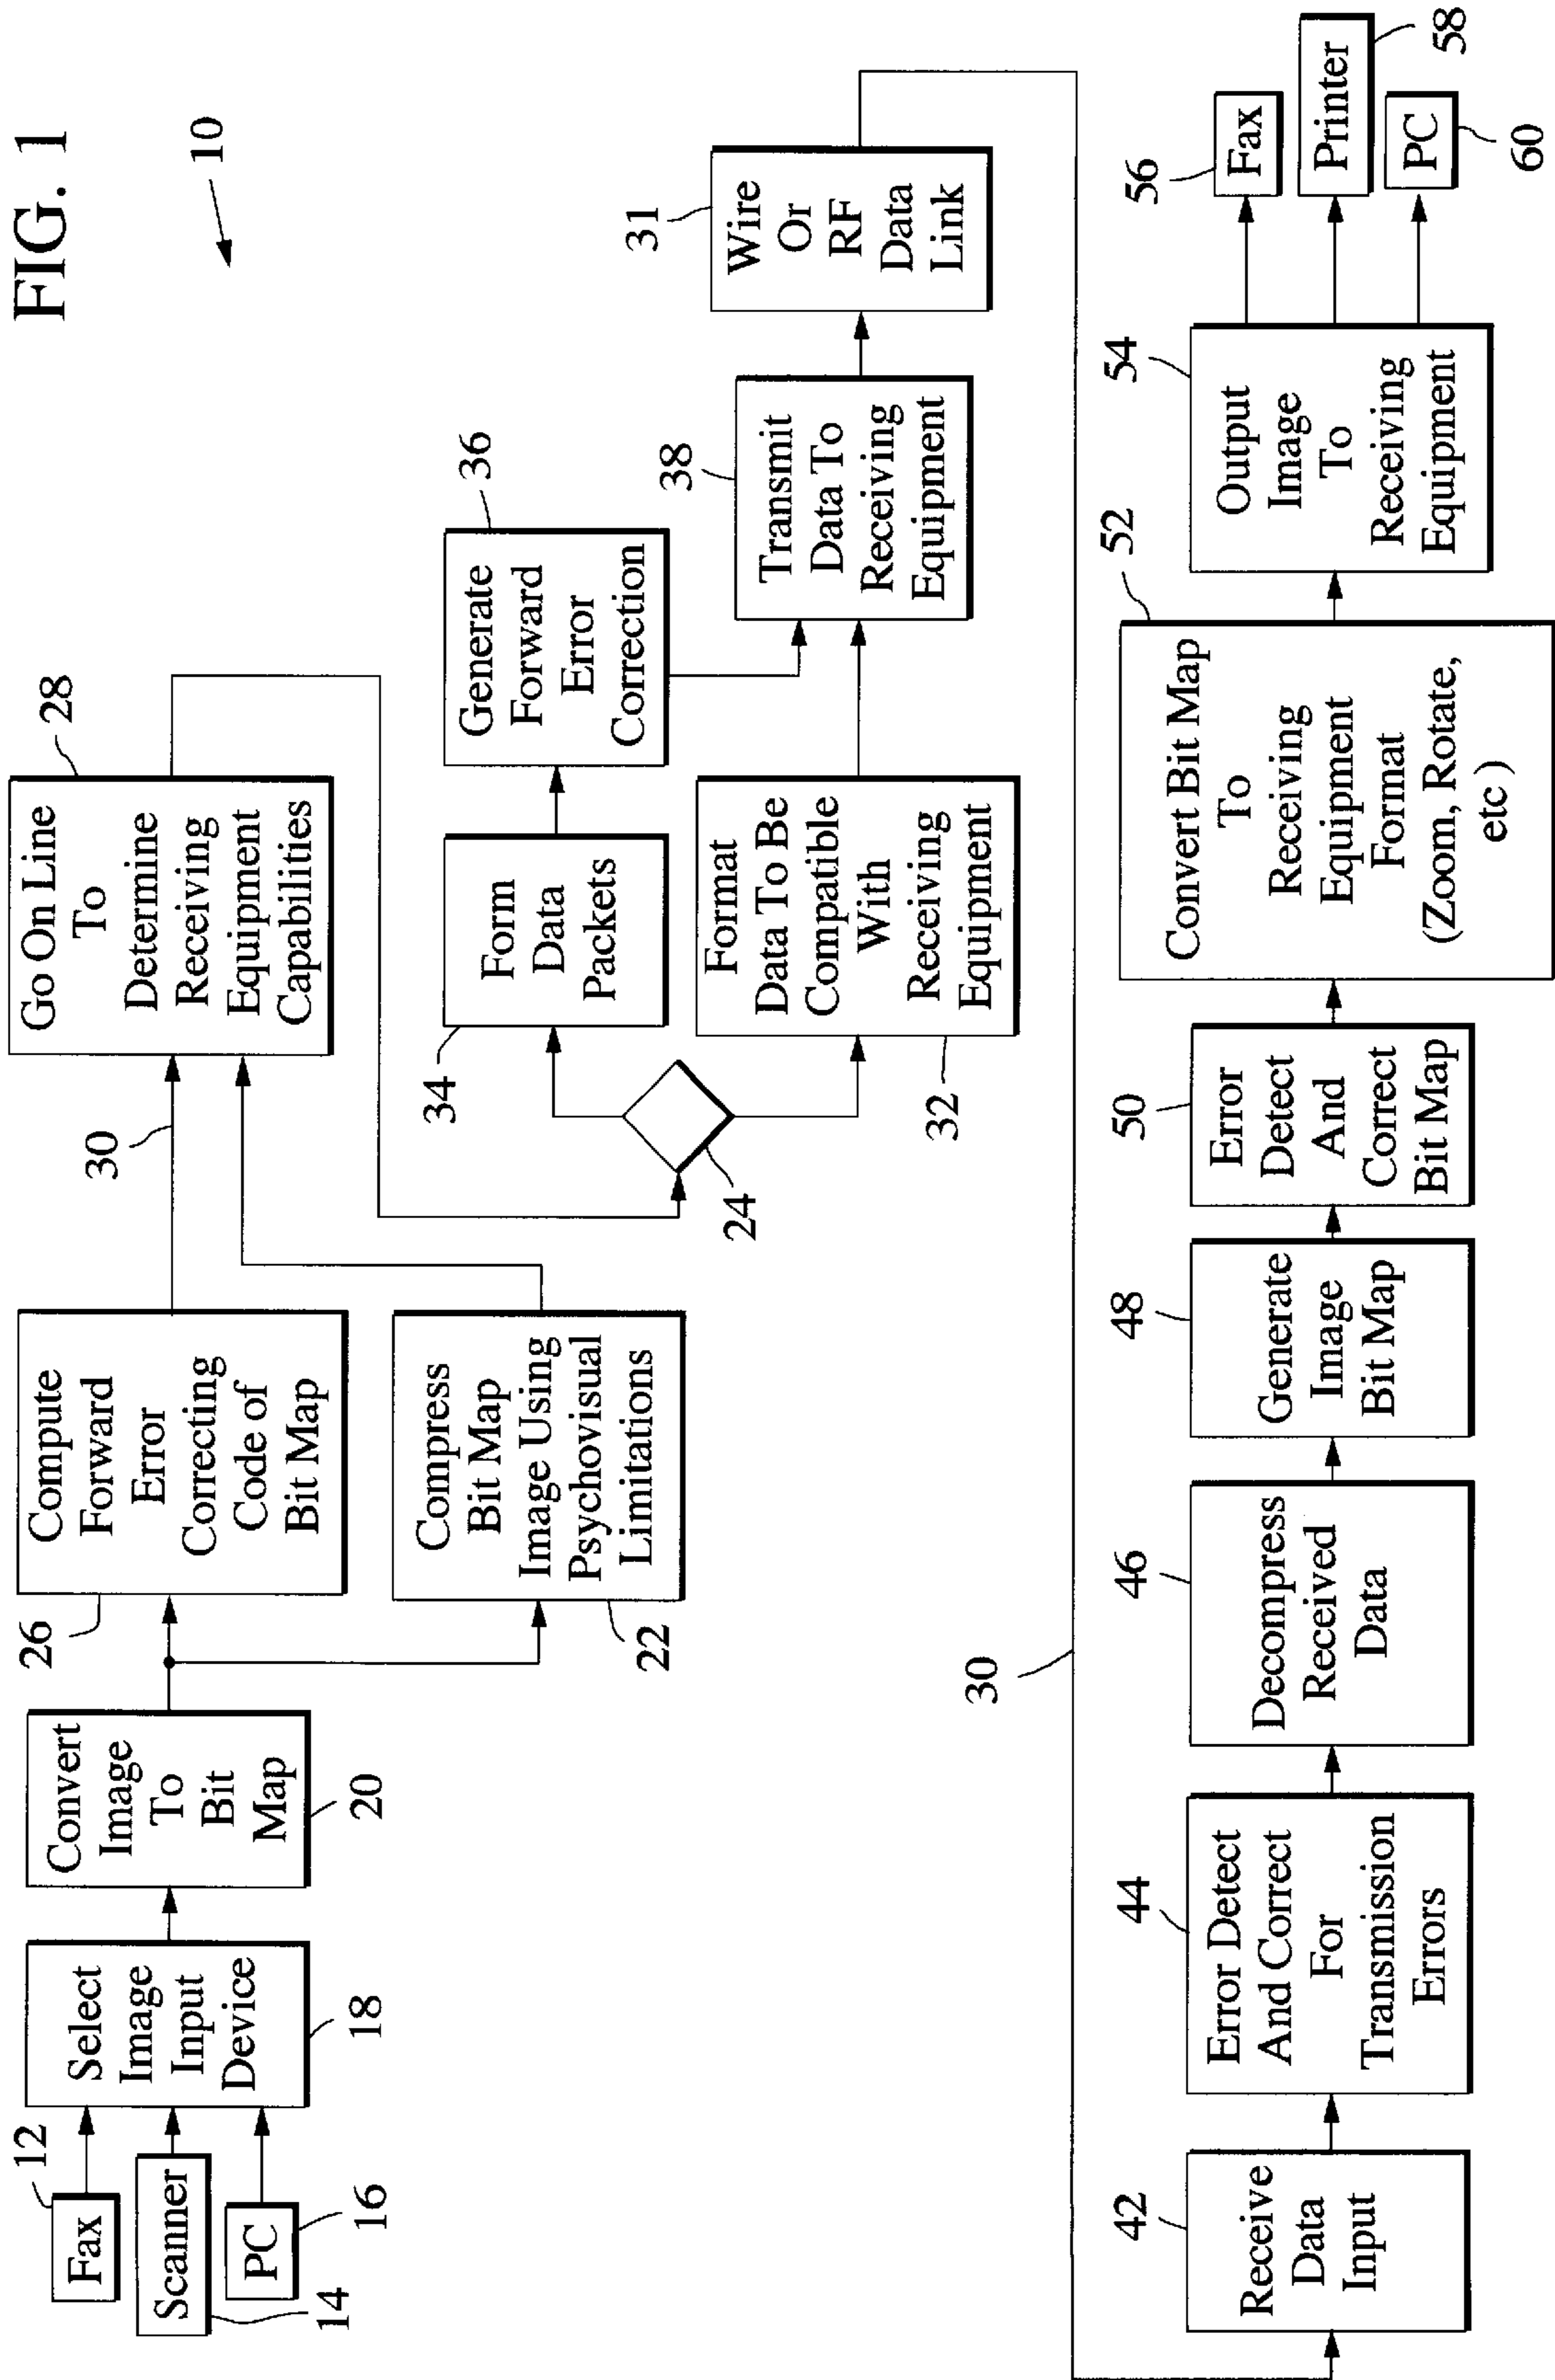 FIG. 1
10
Fax
12
Scanner
14
PC
16
Select
Image
Input
Device
18
Convert
Image
To
Bit
Map
20
Compute
Forward
Error
Correcting
Code of
Bit Map
26
Compress
Bit Map
Image Using
Psychovisual
Limitations
22
30
Go On Line
To
Determine
Receiving
Equipment
Capabilities
28
24
Form
Data
Packets
34
Generate
Forward
Error
Correction
36
Format
Data To Be
Compatible
With
Receiving
Equipment
32
Transmit
Data To
Receiving
Equipment
38
Wire
Or
RF
Data
Link
31
30
Receive
Data
Input
42
Error Detect
And Correct
For
Transmission
Errors
44
Decompress
Received
Data
46
Generate
Image
Bit Map
48
Error
Detect
And
Correct
Bit Map
50
Convert Bit Map
To
Receiving
Equipment
Format
(Zoom, Rotate,
etc )
52
Output
Image
To
Receiving
Equipment
54
Fax
56
Printer
58
PC
60